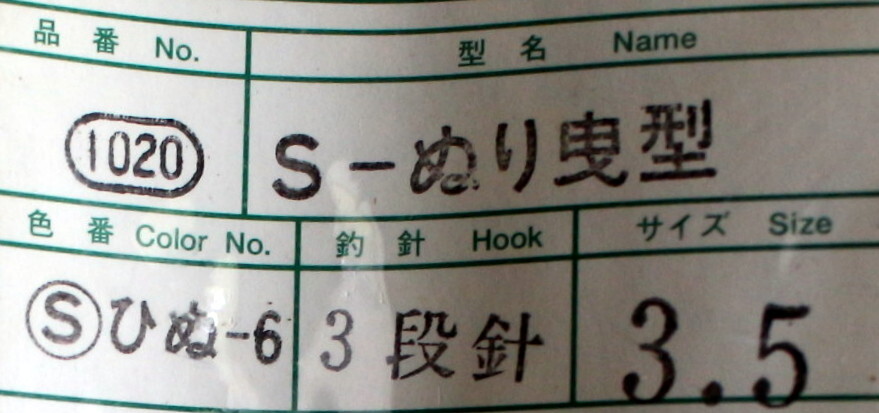 品番 No. 型名 Name
1020 S-ぬり曳型
色番 Color No. 釣針 Hook サイズ Size
Ⓢひぬ-6 3段針 3.5